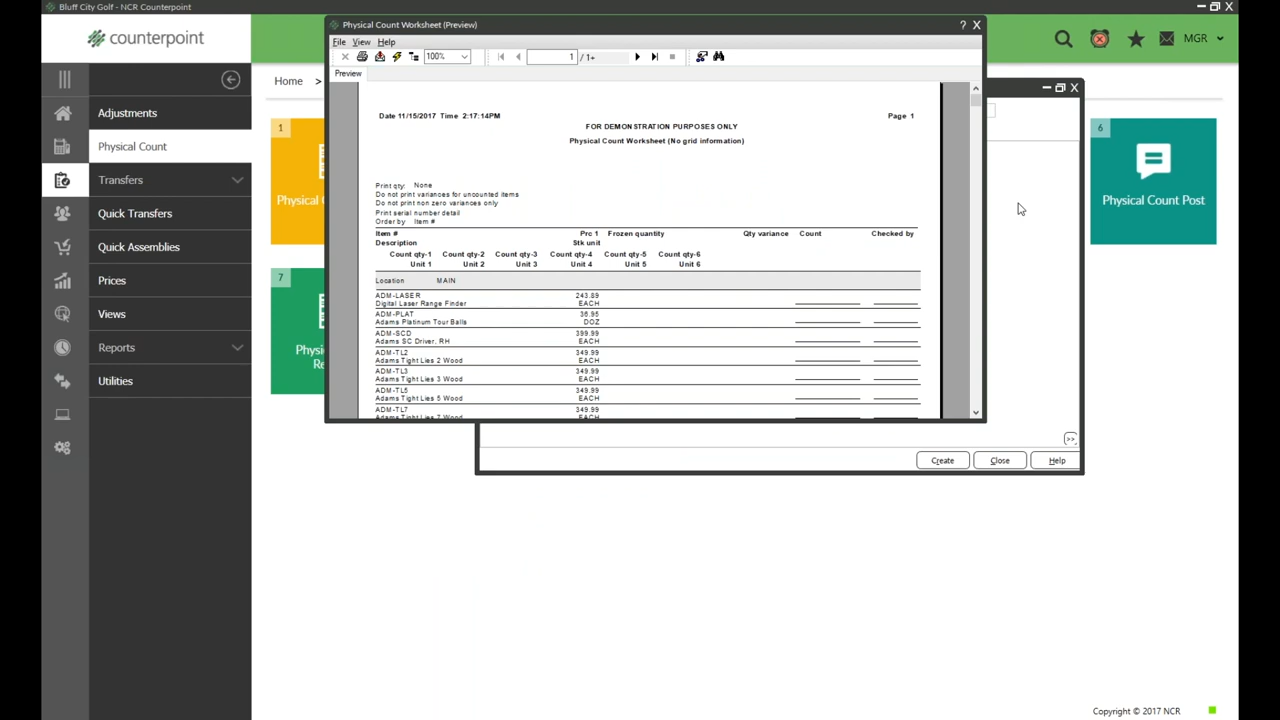 Bluff City Golf - NCR Counterpoint
counterpoint
MGR
Adjustments
Physical Count
Transfers
Quick Transfers
Quick Assemblies
Prices
Views
Reports
Utilities
Home >
1
Physical C
7
Physi
Re
6
Physical Count Post
Physical Count Worksheet (Preview)
? X
File View Help
100%
1 / 1+
Preview
Date 11/15/2017 Time 2:17:14PM Page 1
FOR DEMONSTRATION PURPOSES ONLY
Physical Count Worksheet (No grid information)
Print qty: None
Do not print variances for uncounted items
Do not print non zero variances only
Print serial number detail
Order by Item #
Item # Prc 1 Frozen quantity Qty variance Count Checked by
Description Stk unit
Count qty-1 Count qty-2 Count qty-3 Count qty-4 Count qty-5 Count qty-6
Unit 1 Unit 2 Unit 3 Unit 4 Unit 5 Unit 6
Location MAIN
ADM-LASER 243.89
Digital Laser Range Finder EACH
ADM-PLAT 36.95
Adams Platinum Tour Balls DOZ
ADM-SCD 399.99
Adams SC Driver, RH EACH
ADM-TL2 349.99
Adams Tight Lies 2 Wood EACH
ADM-TL3 349.99
Adams Tight Lies 3 Wood EACH
ADM-TL5 349.99
Adams Tight Lies 5 Wood EACH
ADM-TL7 349.99
Adams Tight Lies 7 Wood EACH
>>
Create Close Help
Copyright © 2017 NCR